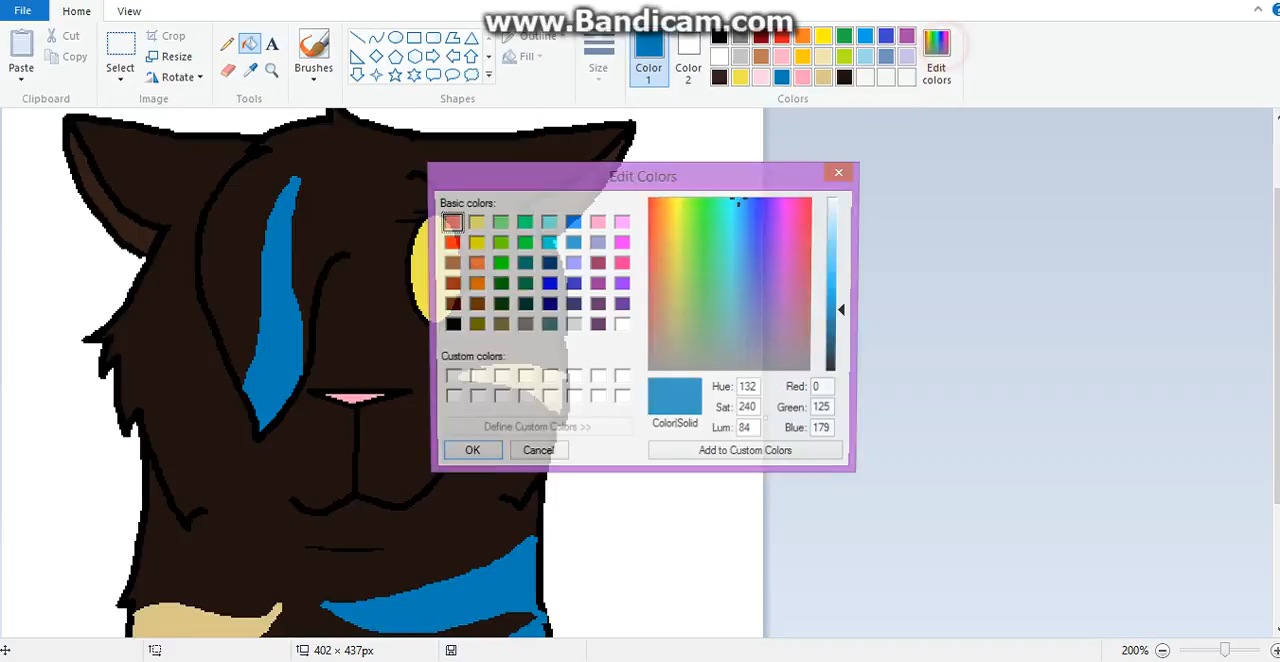 www.Bandicam.com
File Home View
Paste
Cut
Copy
Clipboard
Select
Crop
Resize
Rotate
Image
A
Tools
Brushes
Outline
Fill
Shapes
Size
Color 1
Color 2
Edit colors
Colors
Edit Colors
Basic colors:
Custom colors:
Define Custom Colors >>
OK Cancel
Color|Solid
Hue: 132
Sat: 240
Lum: 84
Red: 0
Green: 125
Blue: 179
Add to Custom Colors
402 × 437px
200%